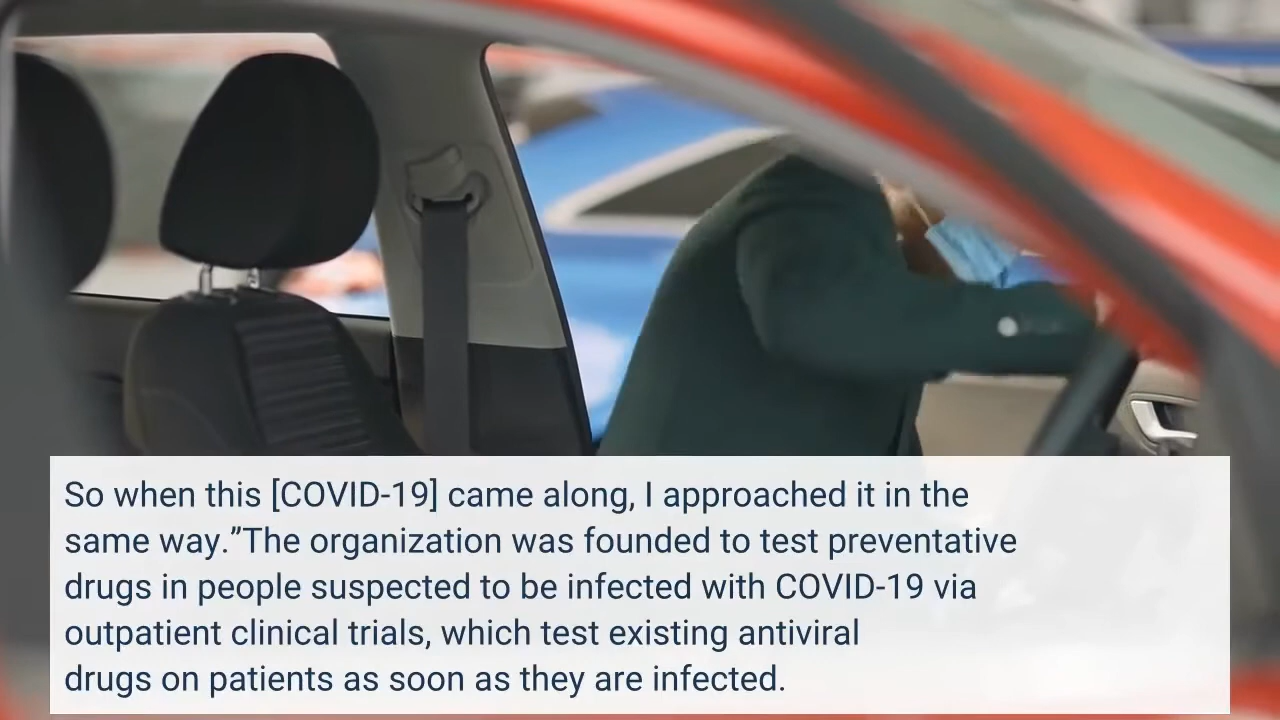 So when this [COVID-19] came along, I approached it in the
same way.”The organization was founded to test preventative
drugs in people suspected to be infected with COVID-19 via
outpatient clinical trials, which test existing antiviral
drugs on patients as soon as they are infected.